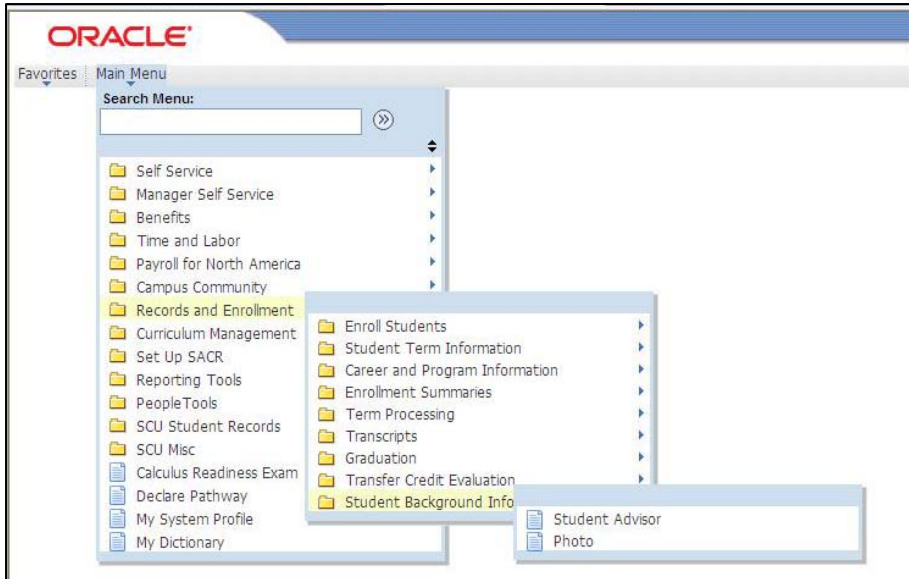 ORACLE'
Favorites Main Menu
Search Menu:
Self Service
Manager Self Service
Benefits
Time and Labor
Payroll for North America
Campus Community
Records and Enrollment
Curriculum Management
Set Up SACR
Reporting Tools
PeopleTools
SCU Student Records
SCU Misc
Calculus Readiness Exam
Declare Pathway
My System Profile
My Dictionary
Enroll Students
Student Term Information
Career and Program Information
Enrollment Summaries
Term Processing
Transcripts
Graduation
Transfer Credit Evaluation
Student Background Info
Student Advisor
Photo